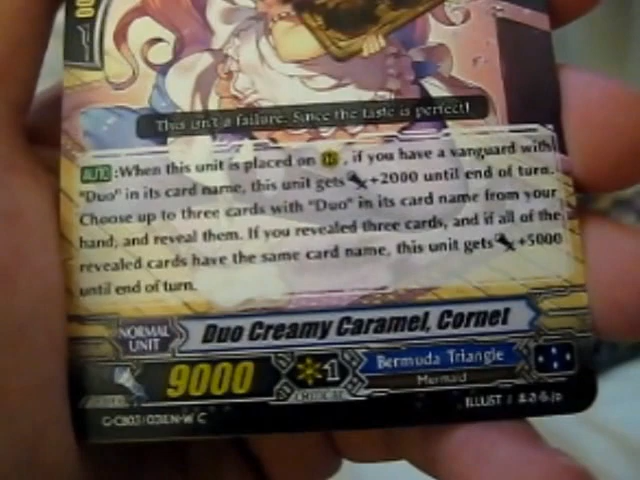 This isn't a failure. Since the taste is perfect!
AUTO :When this unit is placed on , if you have a vanguard with
"Duo" in its card name, this unit gets +2000 until end of turn.
Choose up to three cards with "Duo" in its card name from your
hand, and reveal them. If you revealed three cards, and if all of the
revealed cards have the same card name, this unit gets +5000
until end of turn.
NORMAL
UNIT
Duo Creamy Caramel, Cornet
9000
1
CRITICAL
Bermuda Triangle
Mermaid
G-CB03/031EN-W C
ILLUST